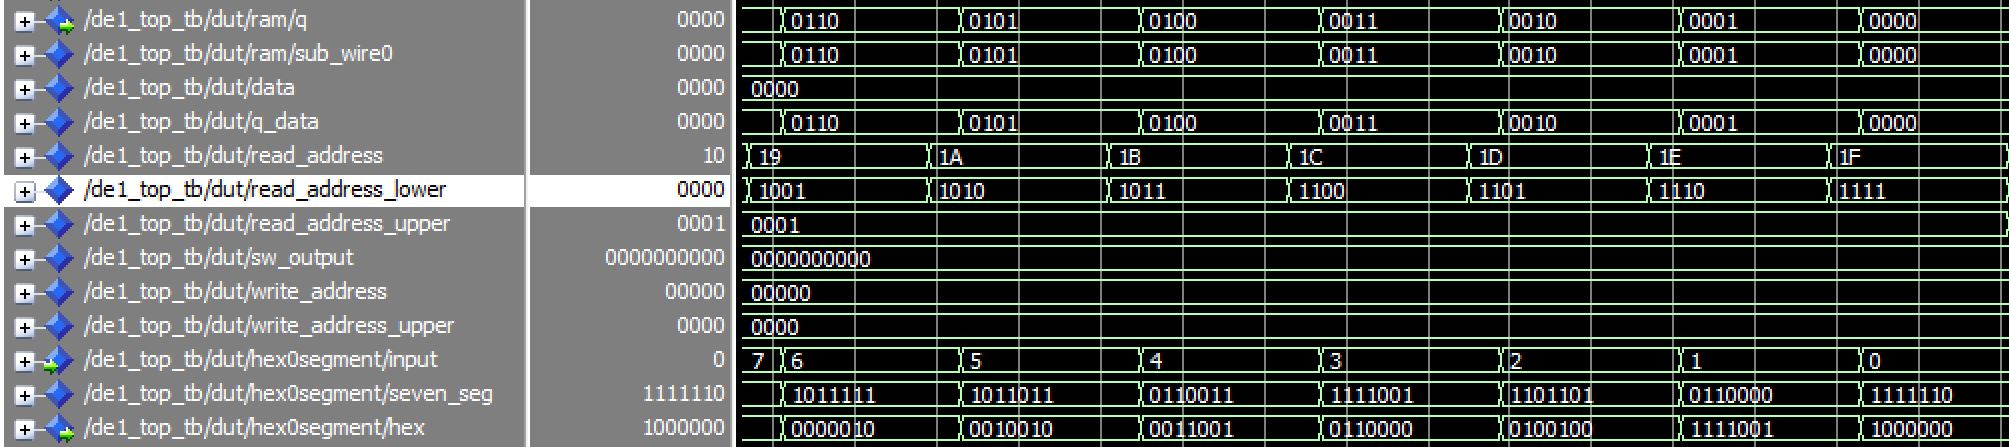 /de1_top_tb/dut/ram/q 0000 0110 0101 0100 0011 0010 0001 0000
/de1_top_tb/dut/ram/sub_wire0 0000 0110 0101 0100 0011 0010 0001 0000
/de1_top_tb/dut/data 0000 0000
/de1_top_tb/dut/q_data 0000 0110 0101 0100 0011 0010 0001 0000
/de1_top_tb/dut/read_address 10 19 1A 1B 1C 1D 1E 1F
/de1_top_tb/dut/read_address_lower 0000 1001 1010 1011 1100 1101 1110 1111
/de1_top_tb/dut/read_address_upper 0001 0001
/de1_top_tb/dut/sw_output 0000000000 0000000000
/de1_top_tb/dut/write_address 00000 00000
/de1_top_tb/dut/write_address_upper 0000 0000
/de1_top_tb/dut/hex0segment/input 0 7 6 5 4 3 2 1 0
/de1_top_tb/dut/hex0segment/seven_seg 1111110 1011111 1011011 0110011 1111001 1101101 0110000 1111110
/de1_top_tb/dut/hex0segment/hex 1000000 0000010 0010010 0011001 0110000 0100100 1111001 1000000